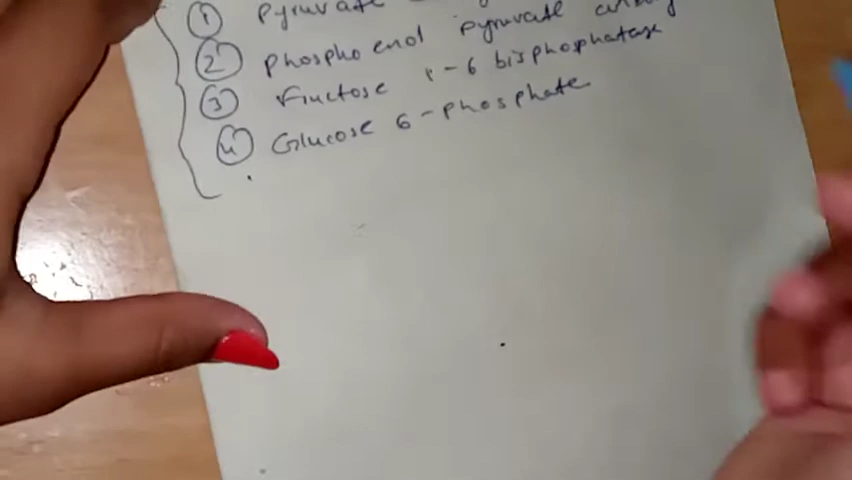 1 Pyruvate
2 Phospho enol pyruvate
3 Fructose 1-6 bisphosphatase
4 Glucose 6-phosphate